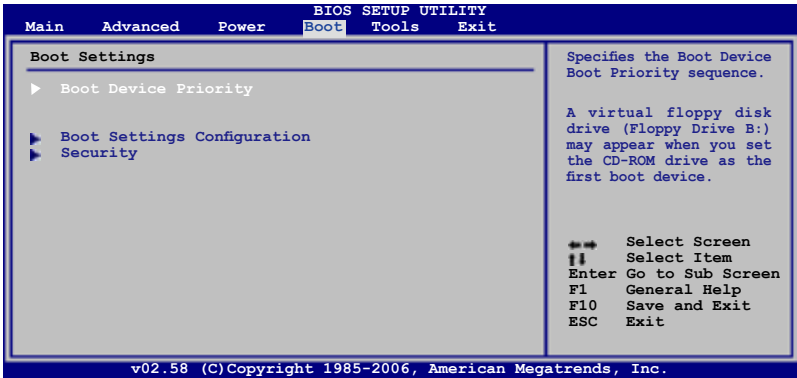 BIOS SETUP UTILITY
Main Advanced Power Boot Tools Exit
Boot Settings
Boot Device Priority
Boot Settings Configuration
Security
Specifies the Boot Device
Boot Priority sequence.
A virtual floppy disk
drive (Floppy Drive B:)
may appear when you set
the CD-ROM drive as the
first boot device.
←→ Select Screen
↑↓ Select Item
Enter Go to Sub Screen
F1 General Help
F10 Save and Exit
ESC Exit
v02.58 (C)Copyright 1985-2006, American Megatrends, Inc.